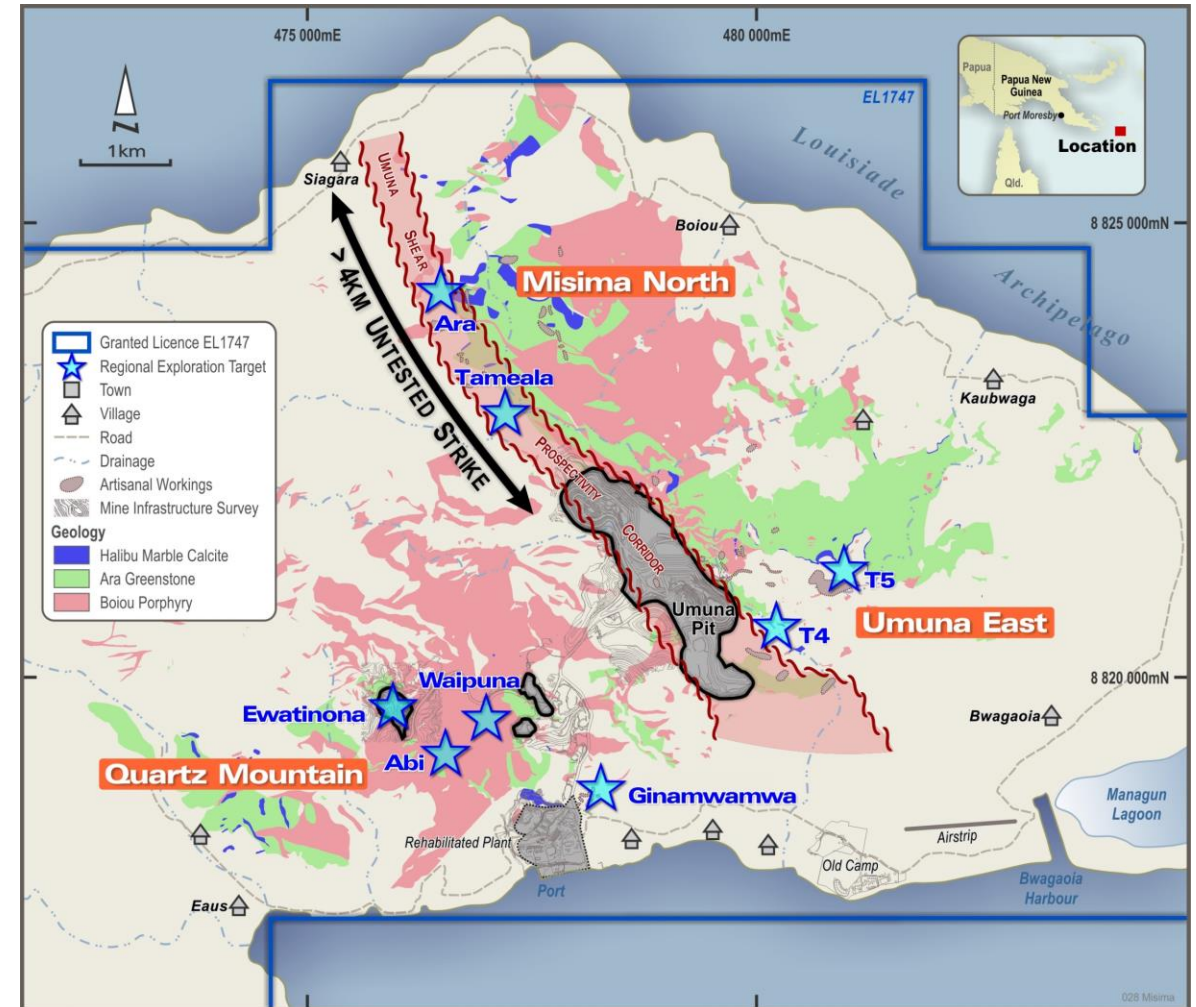 475 000mE
480 000mE
EL1747
Papua
Papua New
Guinea
Port Moresby
Location
Qld.
N
1km
Louisiade
Archipelago
Siagara
UMUNA
SHEAR
Boiou
8 825 000mN
Misima North
Ara
> 4KM UNTESTED STRIKE
Tameala
Kaubwaga
PROSPECTIVITY
CORRIDOR
Granted Licence EL1747
Regional Exploration Target
Town
Village
Road
Drainage
Artisanal Workings
Mine Infrastructure Survey
Geology
Halibu Marble Calcite
Ara Greenstone
Boiou Porphyry
T5
Umuna
Pit
T4
Umuna East
Waipuna
8 820 000mN
Ewatinona
Bwagaoia
Abi
Quartz Mountain
Ginamwamwa
Managun
Lagoon
Rehabilitated Plant
Airstrip
Old Camp
Port
Bwagaoia
Harbour
Eaus
028 Misima